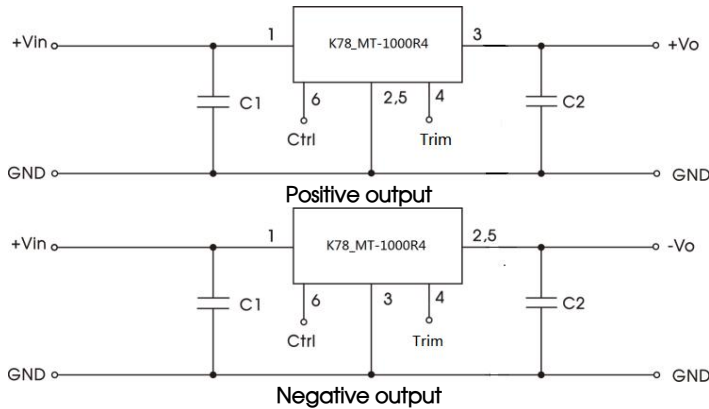 +Vin 1 K78_MT-1000R4 3 +Vo
C1 6 2,5 4 C2
Ctrl Trim
GND GND
Positive output
+Vin 1 K78_MT-1000R4 2,5 -Vo
C1 6 3 4 C2
Ctrl Trim
GND GND
Negative output